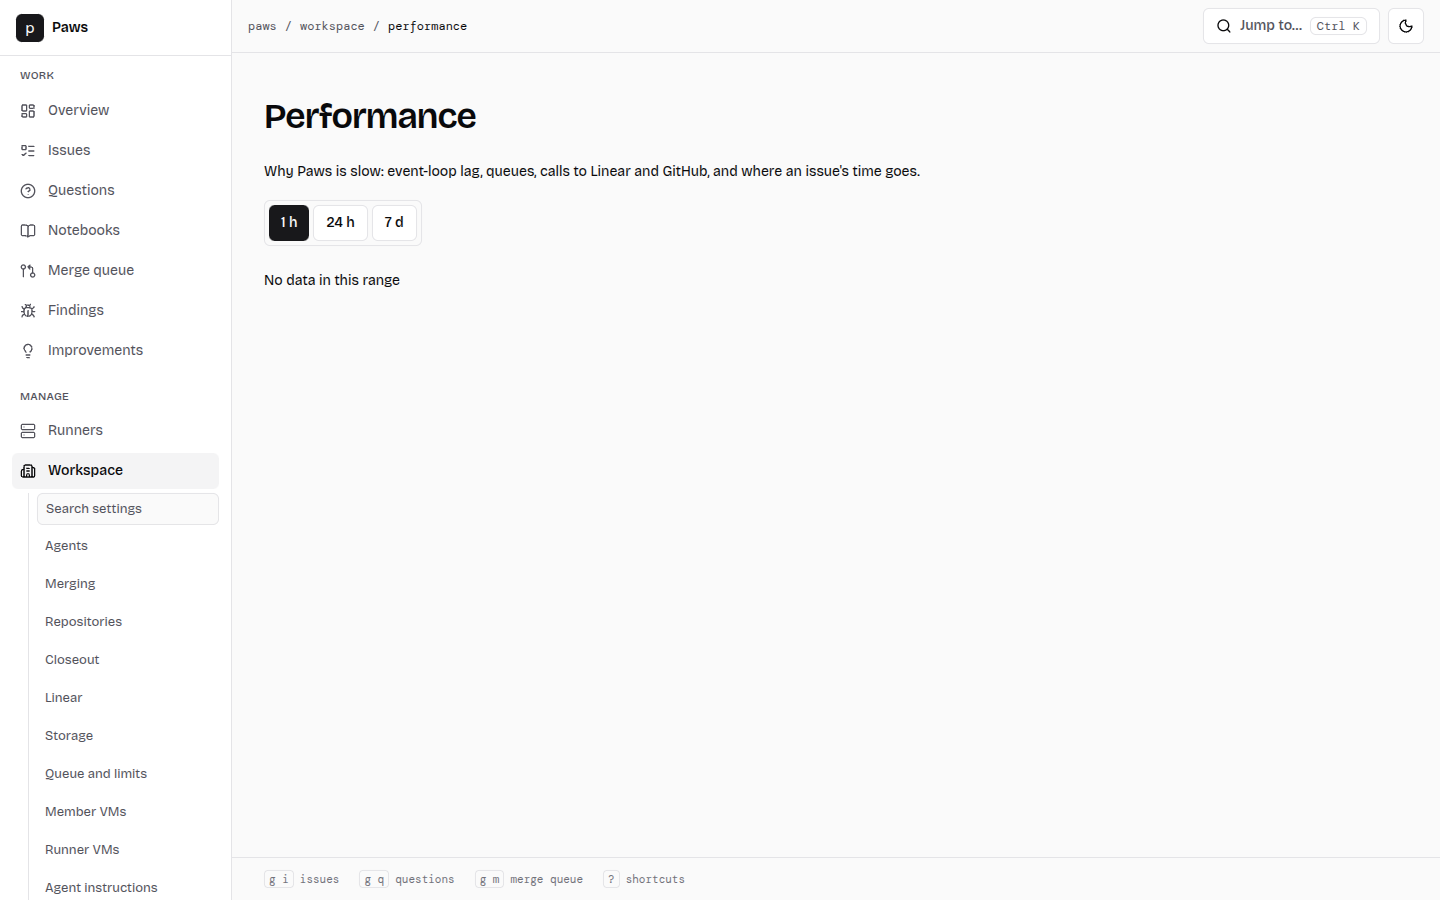 p Paws
paws / workspace / performance
Jump to... Ctrl K
WORK
Overview
Issues
Questions
Notebooks
Merge queue
Findings
Improvements
MANAGE
Runners
Workspace
Search settings
Agents
Merging
Repositories
Closeout
Linear
Storage
Queue and limits
Member VMs
Runner VMs
Agent instructions
Performance
Why Paws is slow: event-loop lag, queues, calls to Linear and GitHub, and where an issue's time goes.
1 h 24 h 7 d
No data in this range
g i issues g q questions g m merge queue ? shortcuts